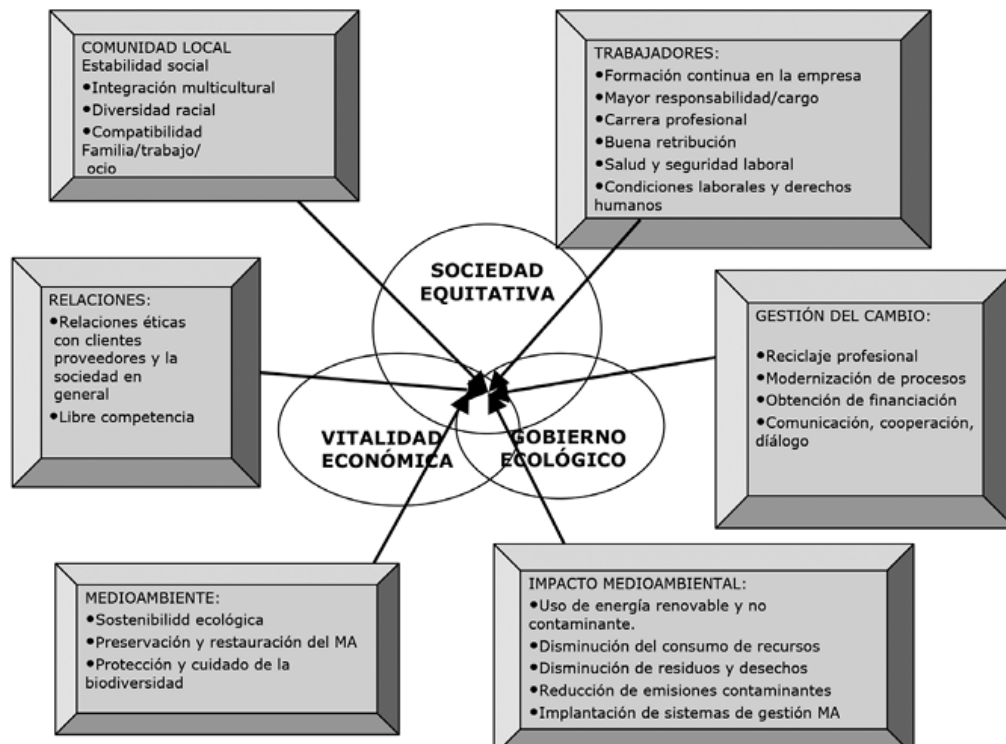 COMUNIDAD LOCAL
Estabilidad social
•Integración multicultural
•Diversidad racial
•Compatibilidad
Familia/trabajo/
ocio
TRABAJADORES:
•Formación continua en la empresa
•Mayor responsabilidad/cargo
•Carrera profesional
•Buena retribución
•Salud y seguridad laboral
•Condiciones laborales y derechos
humanos
SOCIEDAD
EQUITATIVA
RELACIONES:
•Relaciones éticas
con clientes
proveedores y la
sociedad en
general
•Libre competencia
GESTIÓN DEL CAMBIO:
•Reciclaje profesional
•Modernización de procesos
•Obtención de financiación
•Comunicación, cooperación,
díálogo
VITALIDAD
ECONÓMICA
GOBIERNO
ECOLÓGICO
MEDIOAMBIENTE:
•Sostenibilidd ecológica
•Preservación y restauración del MA
•Protección y cuidado de la
biodiversidad
IMPACTO MEDIOAMBIENTAL:
•Uso de energía renovable y no
contaminante.
•Disminución del consumo de recursos
•Disminución de residuos y desechos
•Reducción de emisiones contaminantes
•Implantación de sistemas de gestión MA